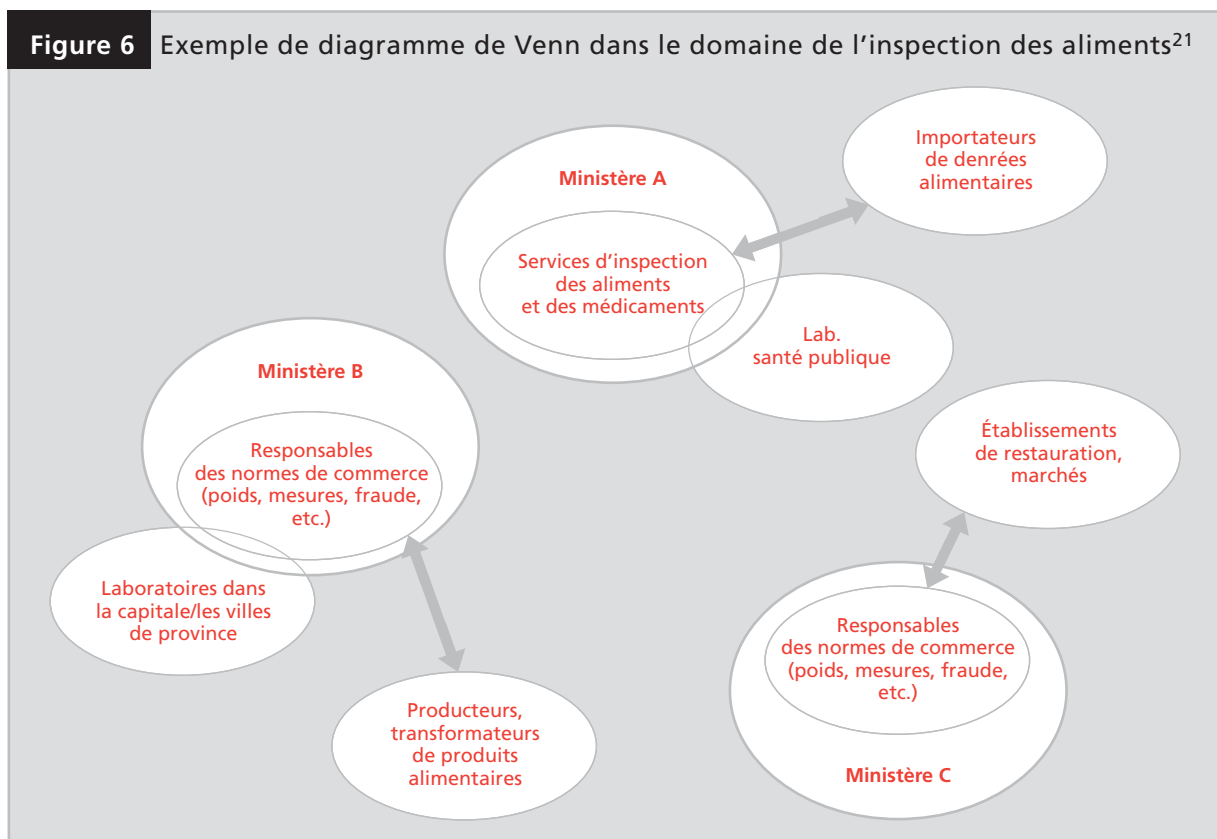 Figure 6 Exemple de diagramme de Venn dans le domaine de l’inspection des aliments21
Importateurs
de denrées
alimentaires
Ministère A
Services d’inspection
des aliments
et des médicaments
Lab.
santé publique
Ministère B
Responsables
des normes de commerce
(poids, mesures, fraude,
etc.)
Établissements
de restauration,
marchés
Laboratoires dans
la capitale/les villes
de province
Responsables
des normes de commerce
(poids, mesures, fraude,
etc.)
Producteurs,
transformateurs
de produits
alimentaires
Ministère C